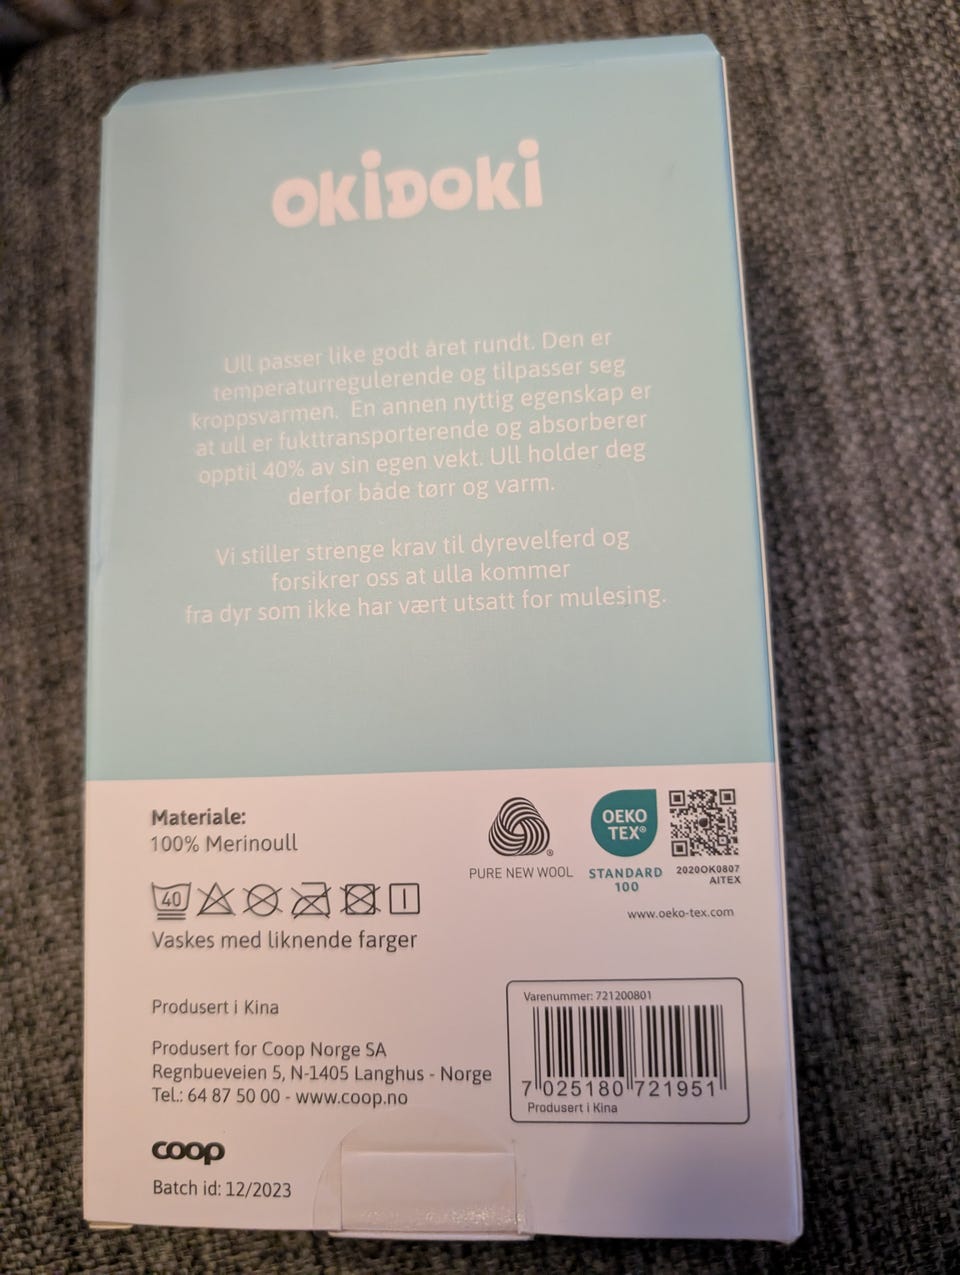 OKIDOKI
Ull passer like godt året rundt. Den er
temperaturregulerende og tilpasser seg
kroppsvarmen. En annen nyttig egenskap er
at ull er fukttransporterende og absorberer
opptil 40% av sin egen vekt. Ull holder deg
derfor både tørr og varm.
Vi stiller strenge krav til dyrevelferd og
forsikrer oss at ulla kommer
fra dyr som ikke har vært utsatt for mulesing.
Materiale:
100% Merinoull
40
Vaskes med liknende farger
®
PURE NEW WOOL
OEKO
TEX®
STANDARD
100
2020OK0807
AITEX
www.oeko-tex.com
Produsert i Kina
Produsert for Coop Norge SA
Regnbueveien 5, N-1405 Langhus - Norge
Tel.: 64 87 50 00 - www.coop.no
coop
Batch id: 12/2023
Varenummer: 721200801
7 025180 721951
Produsert i Kina